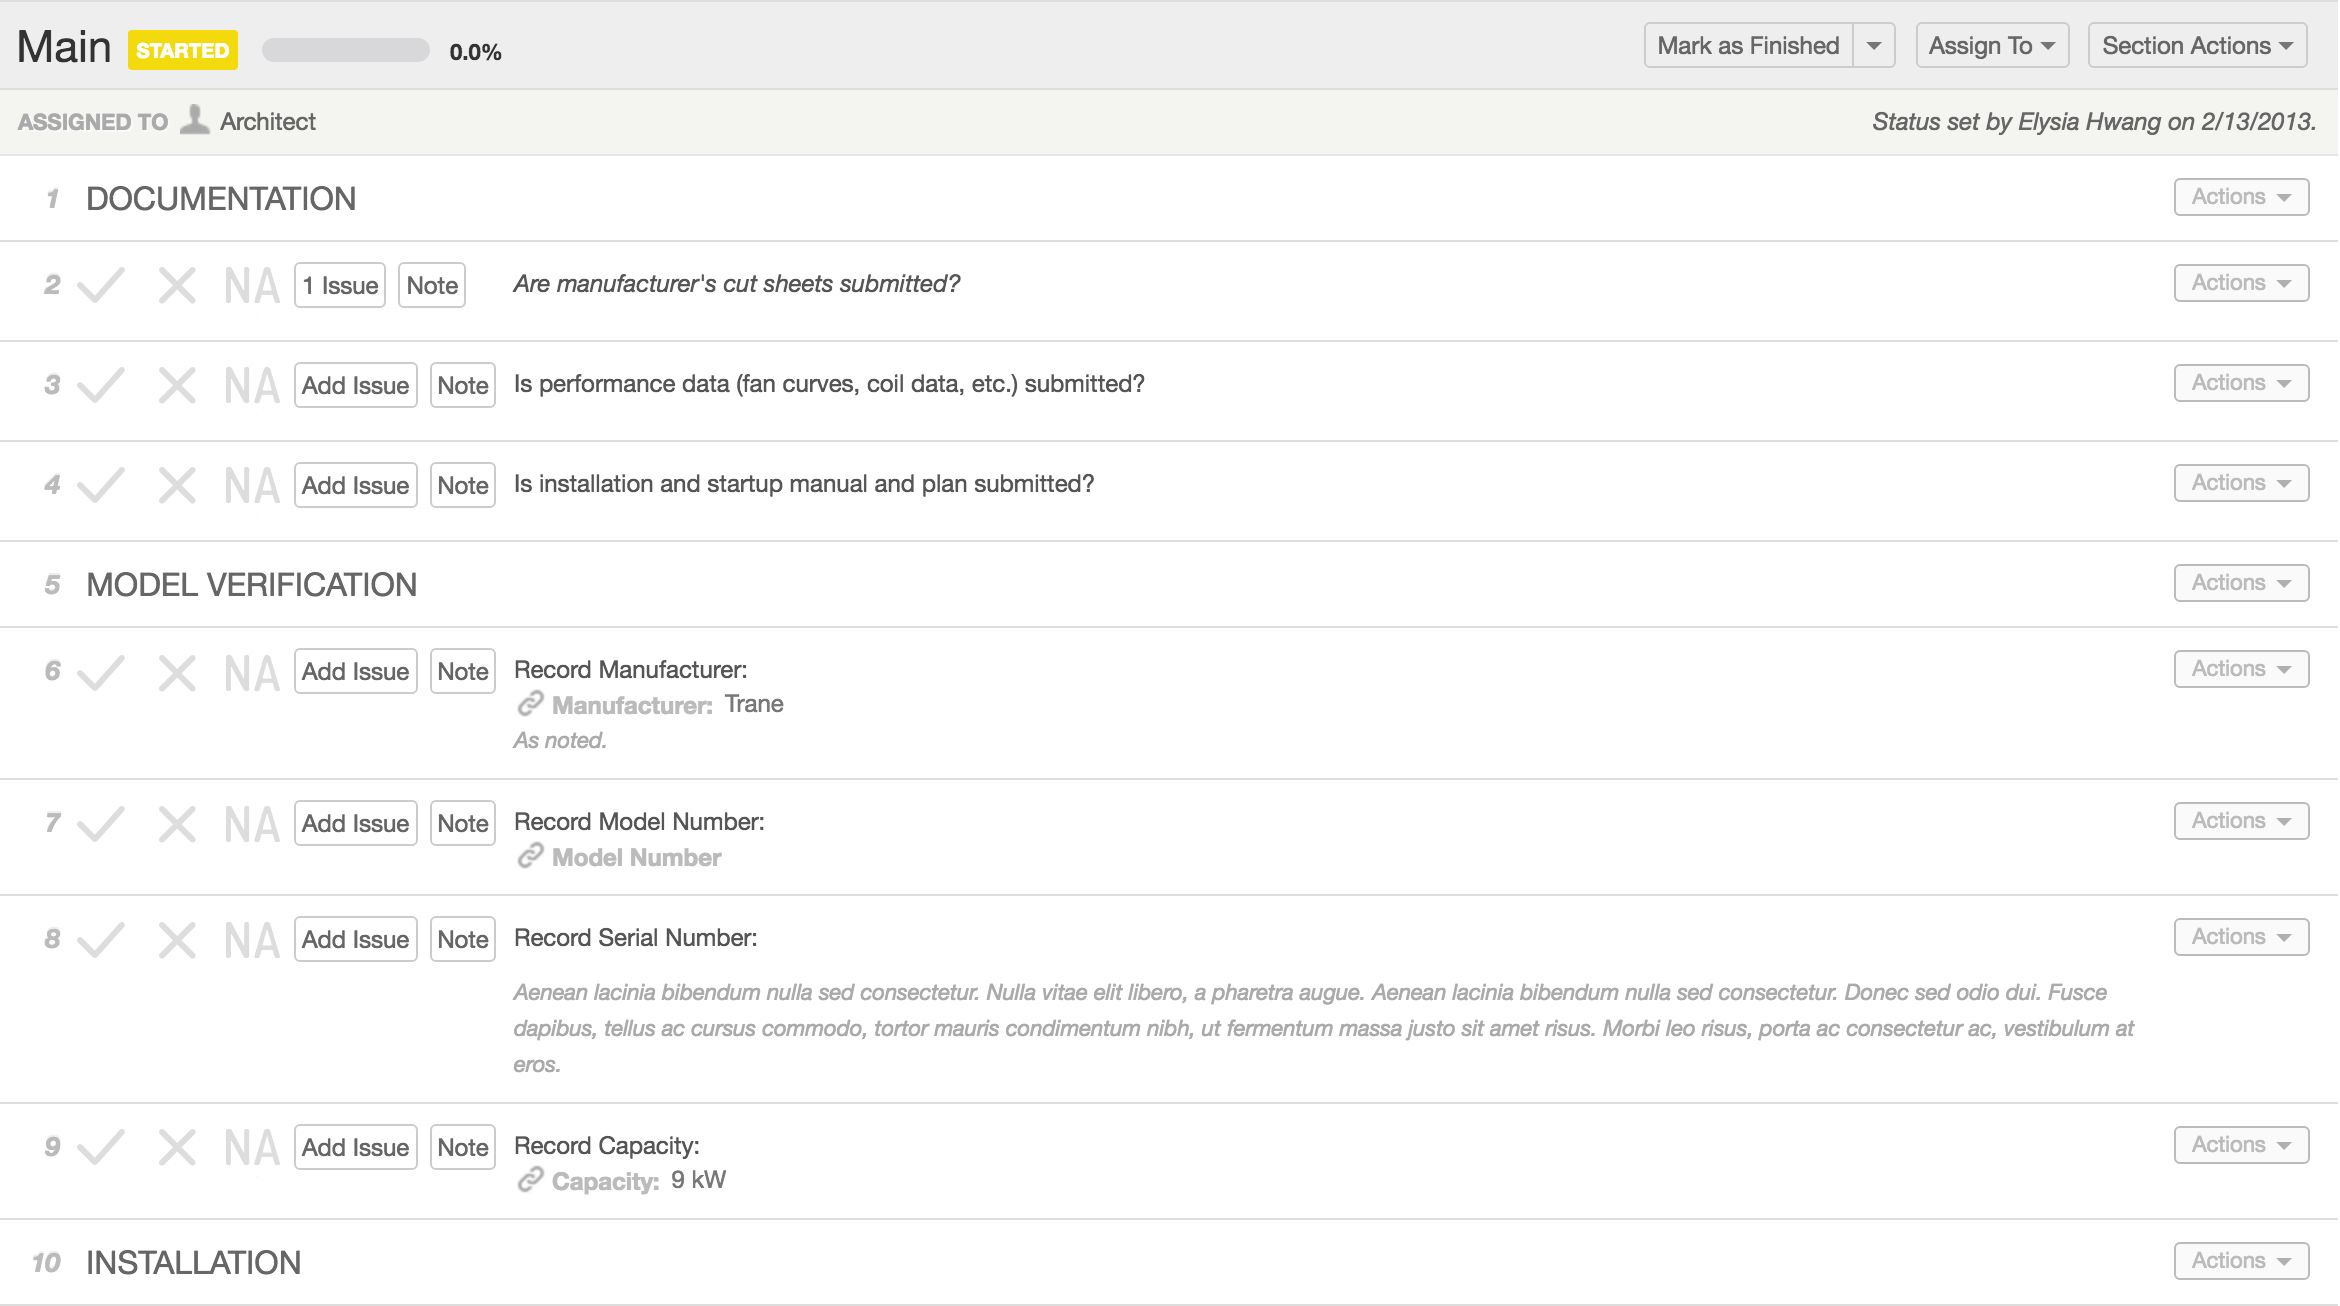 Main STARTED 0.0% Mark as Finished Assign To Section Actions
ASSIGNED TO Architect Status set by Elysia Hwang on 2/13/2013.
1 DOCUMENTATION Actions
2 NA 1 Issue Note Are manufacturer's cut sheets submitted? Actions
3 NA Add Issue Note Is performance data (fan curves, coil data, etc.) submitted? Actions
4 NA Add Issue Note Is installation and startup manual and plan submitted? Actions
5 MODEL VERIFICATION Actions
6 NA Add Issue Note Record Manufacturer: Actions
Manufacturer: Trane
As noted.
7 NA Add Issue Note Record Model Number: Actions
Model Number
8 NA Add Issue Note Record Serial Number: Actions
Aenean lacinia bibendum nulla sed consectetur. Nulla vitae elit libero, a pharetra augue. Aenean lacinia bibendum nulla sed consectetur. Donec sed odio dui. Fusce
dapibus, tellus ac cursus commodo, tortor mauris condimentum nibh, ut fermentum massa justo sit amet risus. Morbi leo risus, porta ac consectetur ac, vestibulum at
eros.
9 NA Add Issue Note Record Capacity: Actions
Capacity: 9 kW
10 INSTALLATION Actions